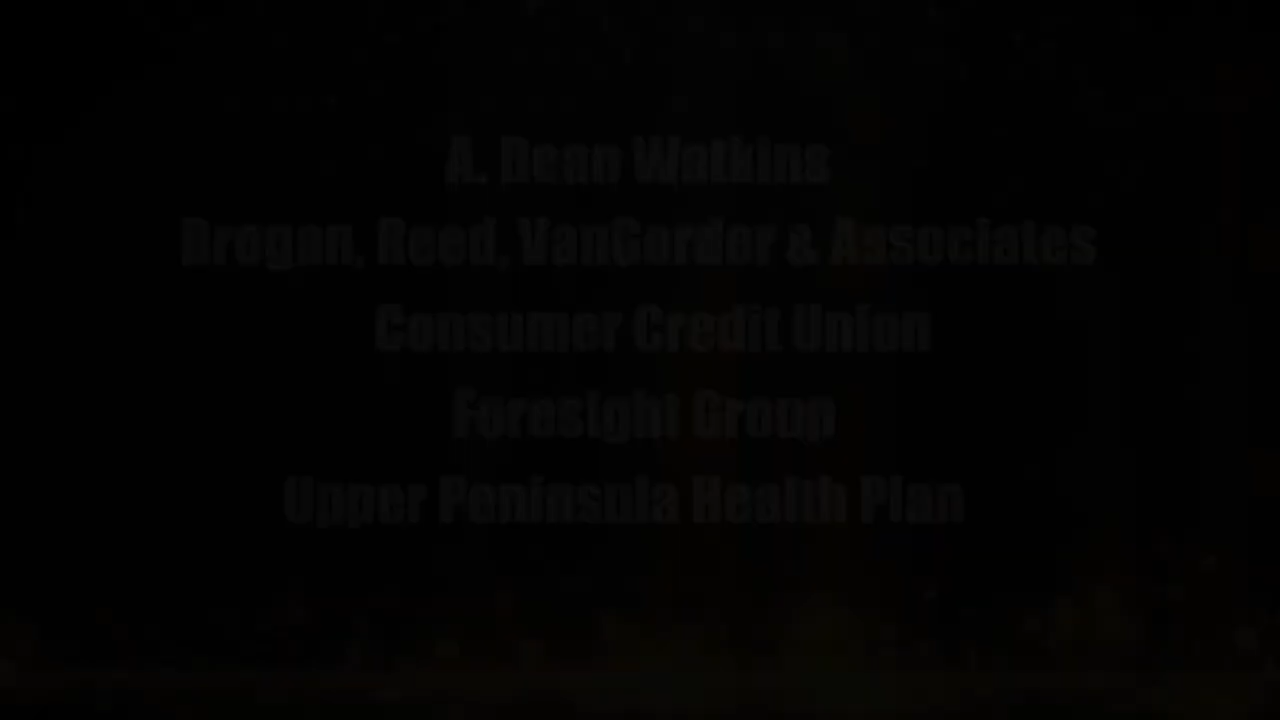 A. Dean Watkins
Drogan, Reed, VanGorder & Associates
Consumer Credit Union
Foresight Group
Upper Peninsula Health Plan